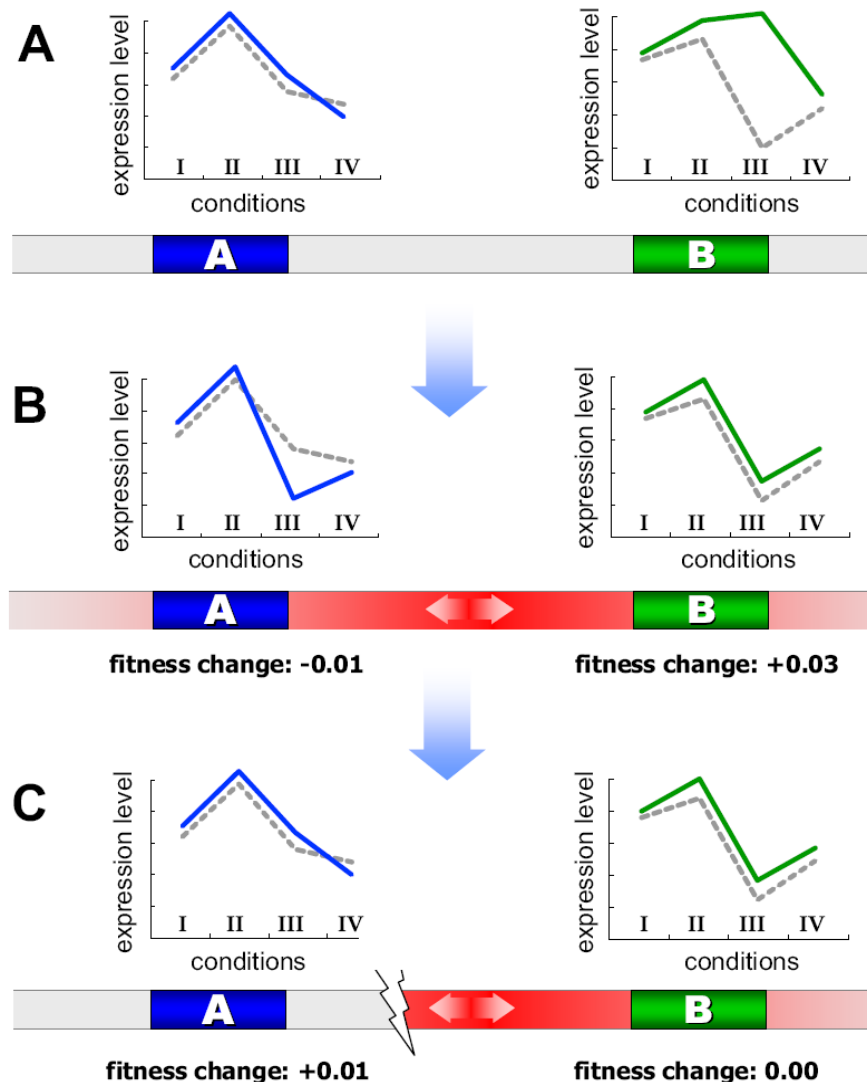 A
expression level
I II III IV
conditions
expression level
I II III IV
conditions
A
B
B
expression level
I II III IV
conditions
expression level
I II III IV
conditions
A
B
fitness change: -0.01
fitness change: +0.03
C
expression level
I II III IV
conditions
expression level
I II III IV
conditions
A
B
fitness change: +0.01
fitness change: 0.00